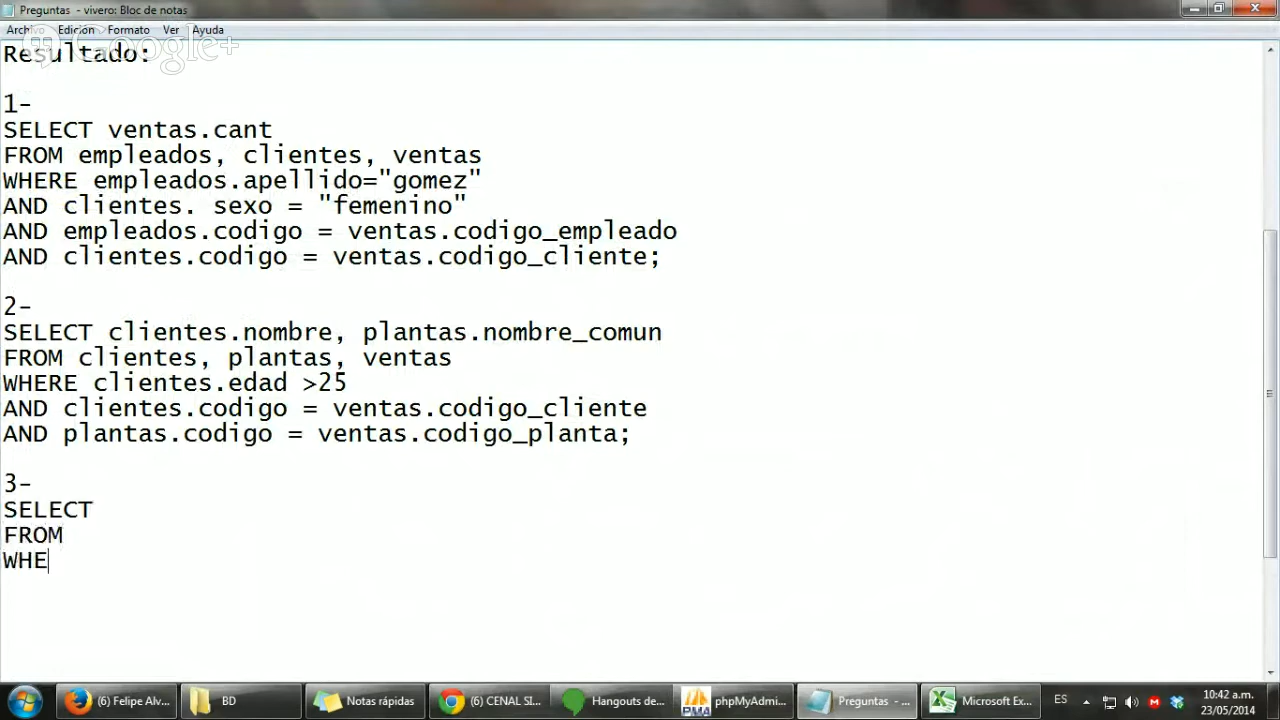 Preguntas - vivero: Bloc de notas
Archivo Edición Formato Ver Ayuda
Google+
Resultado:
1-
SELECT ventas.cant
FROM empleados, clientes, ventas
WHERE empleados.apellido="gomez"
AND clientes. sexo = "femenino"
AND empleados.codigo = ventas.codigo_empleado
AND clientes.codigo = ventas.codigo_cliente;
2-
SELECT clientes.nombre, plantas.nombre_comun
FROM clientes, plantas, ventas
WHERE clientes.edad >25
AND clientes.codigo = ventas.codigo_cliente
AND plantas.codigo = ventas.codigo_planta;
3-
SELECT
FROM
WHE
(6) Felipe Alv... BD Notas rápidas (6) CENAL SI... Hangouts de... PMA phpMyAdmi... Preguntas - ... Microsoft Ex... ES 10:42 a.m.
23/05/2014